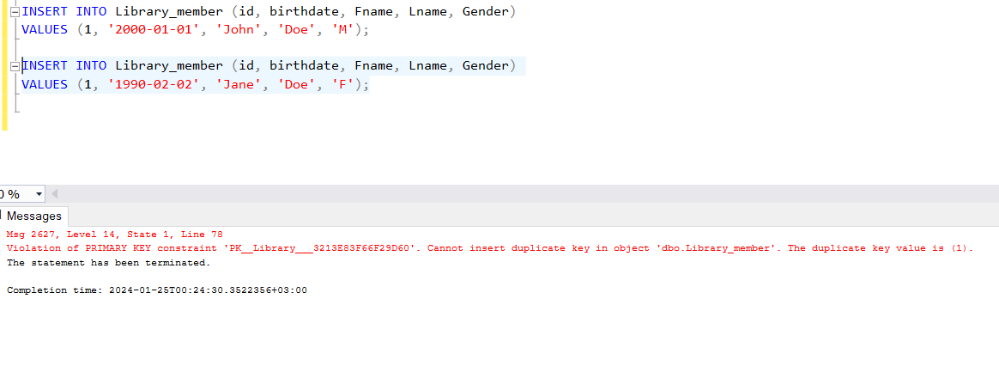 INSERT INTO Library_member (id, birthdate, Fname, Lname, Gender)
VALUES (1, '2000-01-01', 'John', 'Doe', 'M');
INSERT INTO Library_member (id, birthdate, Fname, Lname, Gender)
VALUES (1, '1990-02-02', 'Jane', 'Doe', 'F');
0 %
Messages
Msg 2627, Level 14, State 1, Line 78
Violation of PRIMARY KEY constraint 'PK__Library___3213E83F66F29D60'. Cannot insert duplicate key in object 'dbo.Library_member'. The duplicate key value is (1).
The statement has been terminated.
Completion time: 2024-01-25T00:24:30.3522356+03:00